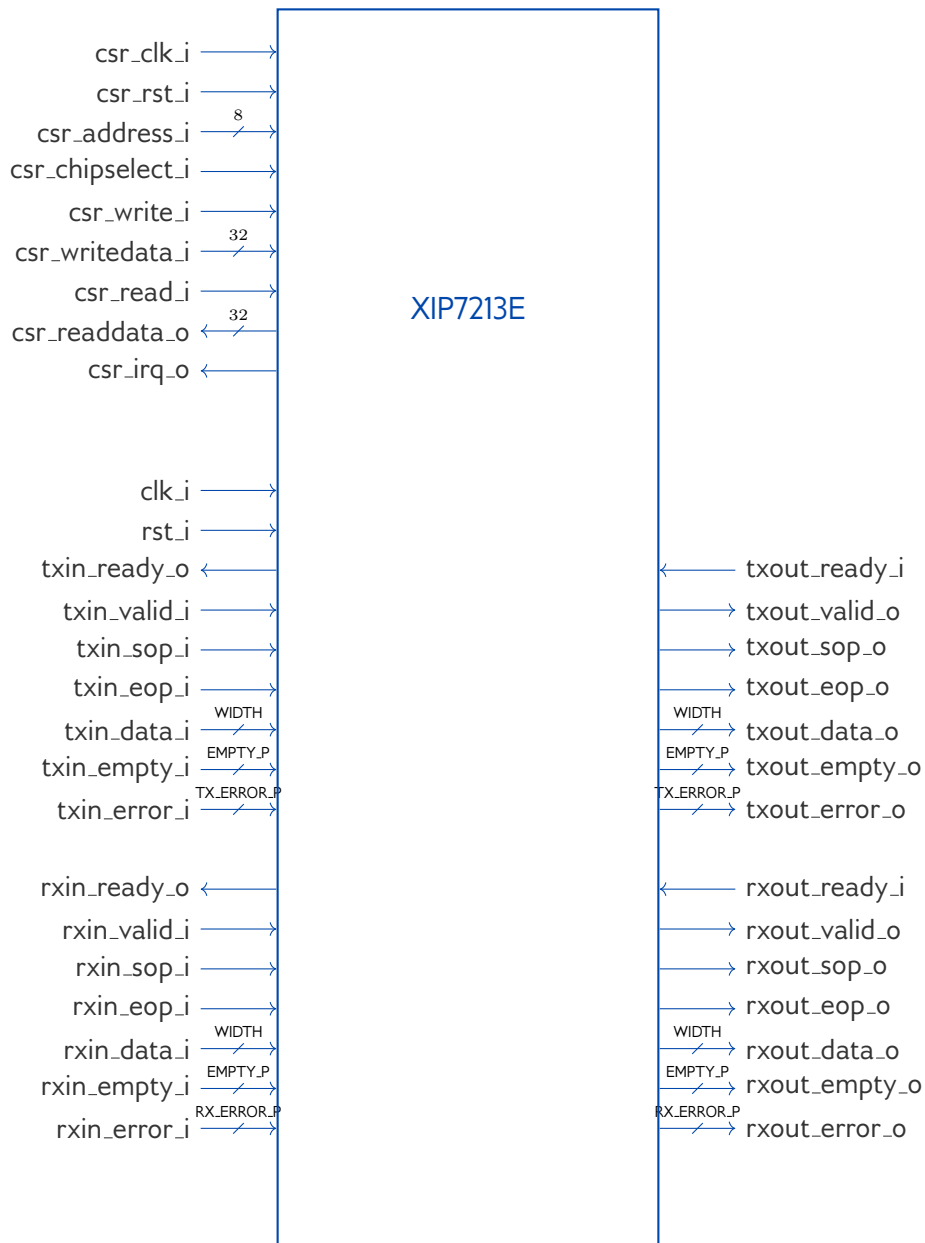 csr_clk_i
csr_rst_i
8
csr_address_i
csr_chipselect_i
csr_write_i
32
csr_writedata_i
csr_read_i
XIP7213E
32
csr_readdata_o
csr_irq_o
clk_i
rst_i
txin_ready_o
txout_ready_i
txin_valid_i
txout_valid_o
txin_sop_i
txout_sop_o
txin_eop_i
txout_eop_o
WIDTH
WIDTH
txin_data_i
txout_data_o
EMPTY_P
EMPTY_P
txin_empty_i
txout_empty_o
TX_ERROR_P
TX_ERROR_P
txin_error_i
txout_error_o
rxin_ready_o
rxout_ready_i
rxin_valid_i
rxout_valid_o
rxin_sop_i
rxout_sop_o
rxin_eop_i
rxout_eop_o
WIDTH
WIDTH
rxin_data_i
rxout_data_o
EMPTY_P
EMPTY_P
rxin_empty_i
rxout_empty_o
RX_ERROR_P
RX_ERROR_P
rxin_error_i
rxout_error_o